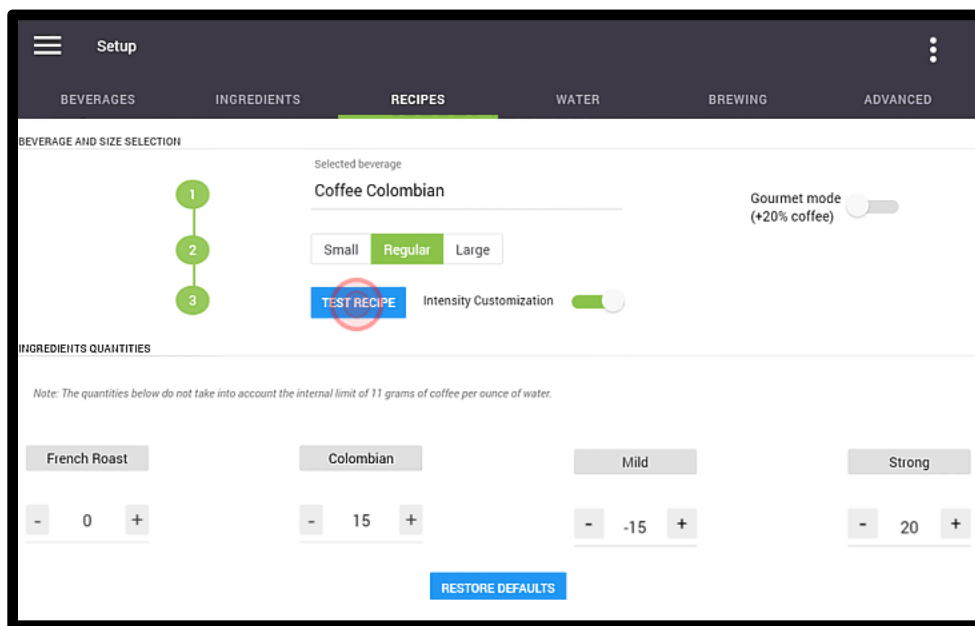 Setup
BEVERAGES INGREDIENTS RECIPES WATER BREWING ADVANCED
BEVERAGE AND SIZE SELECTION
Selected beverage
1 Coffee Colombian
Gourmet mode
(+20% coffee)
2 Small Regular Large
3 TEST RECIPE Intensity Customization
INGREDIENTS QUANTITIES
Note: The quantities below do not take into account the internal limit of 11 grams of coffee per ounce of water.
French Roast Colombian Mild Strong
- 0 + - 15 + - -15 + - 20 +
RESTORE DEFAULTS